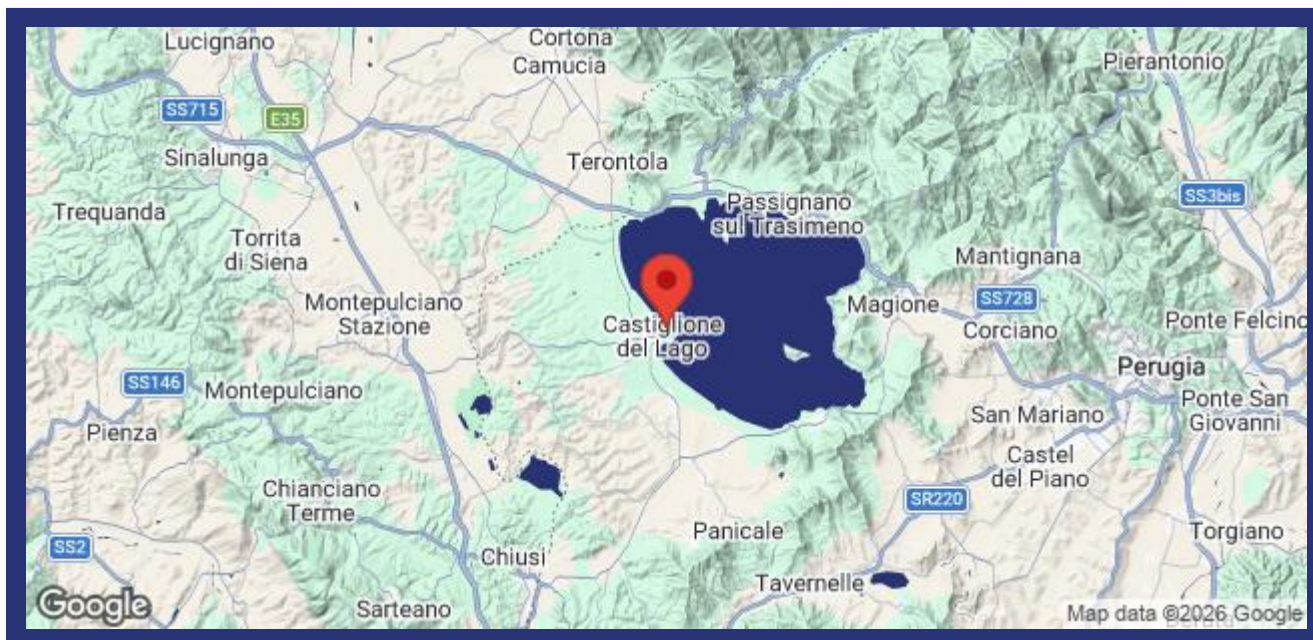 Lucignano
Cortona
Camucia
Pierantonio
SS715
E35
Sinalunga
Terontola
SS3bis
Trequanda
Passignano
sul Trasimeno
Torrita
di Siena
Mantignana
Montepulciano
Stazione
Magione
SS728
Castiglione
del Lago
Corciano
Ponte Felcino
SS146
Montepulciano
Perugia
Pienza
San Mariano
Ponte San
Giovanni
Castel
del Piano
Chianciano
Terme
SR220
SS2
Panicale
Torgiano
Chiusi
Tavernelle
Sarteano
Google
Map data ©2026 Google